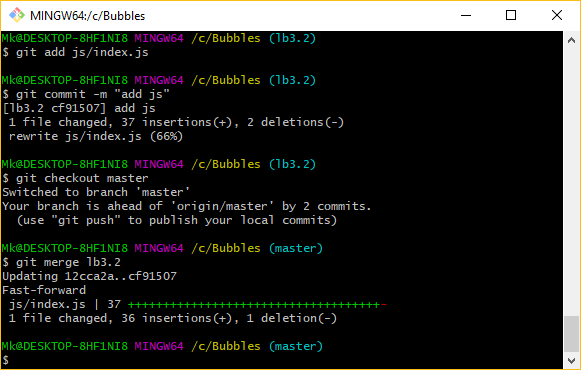 MINGW64:/c/Bubbles
Mk@DESKTOP-8HF1NI8 MINGW64 /c/Bubbles (lb3.2)
$ git add js/index.js
Mk@DESKTOP-8HF1NI8 MINGW64 /c/Bubbles (lb3.2)
$ git commit -m "add js"
[lb3.2 cf91507] add js
 1 file changed, 37 insertions(+), 2 deletions(-)
 rewrite js/index.js (66%)
Mk@DESKTOP-8HF1NI8 MINGW64 /c/Bubbles (lb3.2)
$ git checkout master
Switched to branch 'master'
Your branch is ahead of 'origin/master' by 2 commits.
  (use "git push" to publish your local commits)
Mk@DESKTOP-8HF1NI8 MINGW64 /c/Bubbles (master)
$ git merge lb3.2
Updating 12cca2a..cf91507
Fast-forward
 js/index.js | 37 ++++++++++++++++++++++++++++++++++++-
 1 file changed, 36 insertions(+), 1 deletion(-)
Mk@DESKTOP-8HF1NI8 MINGW64 /c/Bubbles (master)
$